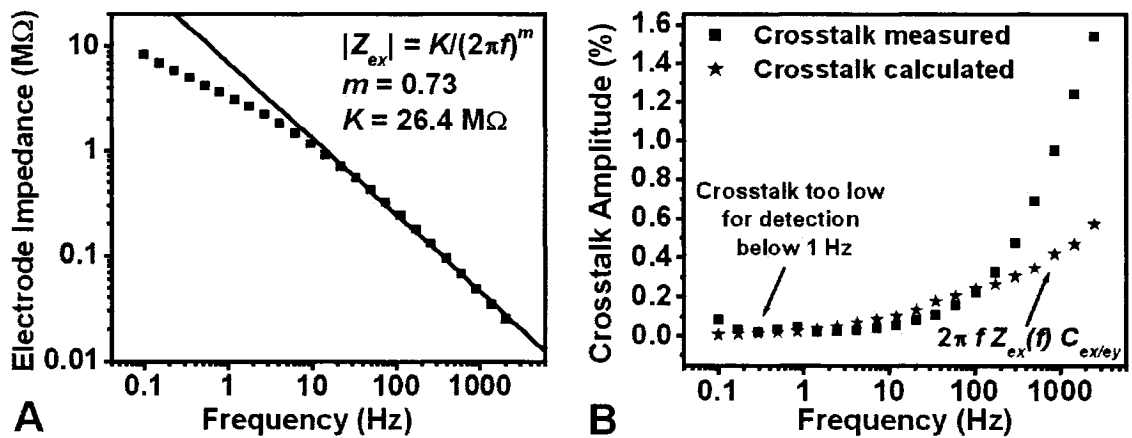 |Z_ex| = K/(2πf)^m
m = 0.73
K = 26.4 MΩ
Electrode Impedance (MΩ)
10
1
0.1
0.01
0.1 1 10 100 1000
Frequency (Hz)
A
Crosstalk measured
Crosstalk calculated
Crosstalk too low
for detection
below 1 Hz
2π f Z_ex(f) C_ex/ey
Crosstalk Amplitude (%)
1.6
1.4
1.2
1.0
0.8
0.6
0.4
0.2
0.0
0.1 1 10 100 1000
Frequency (Hz)
B